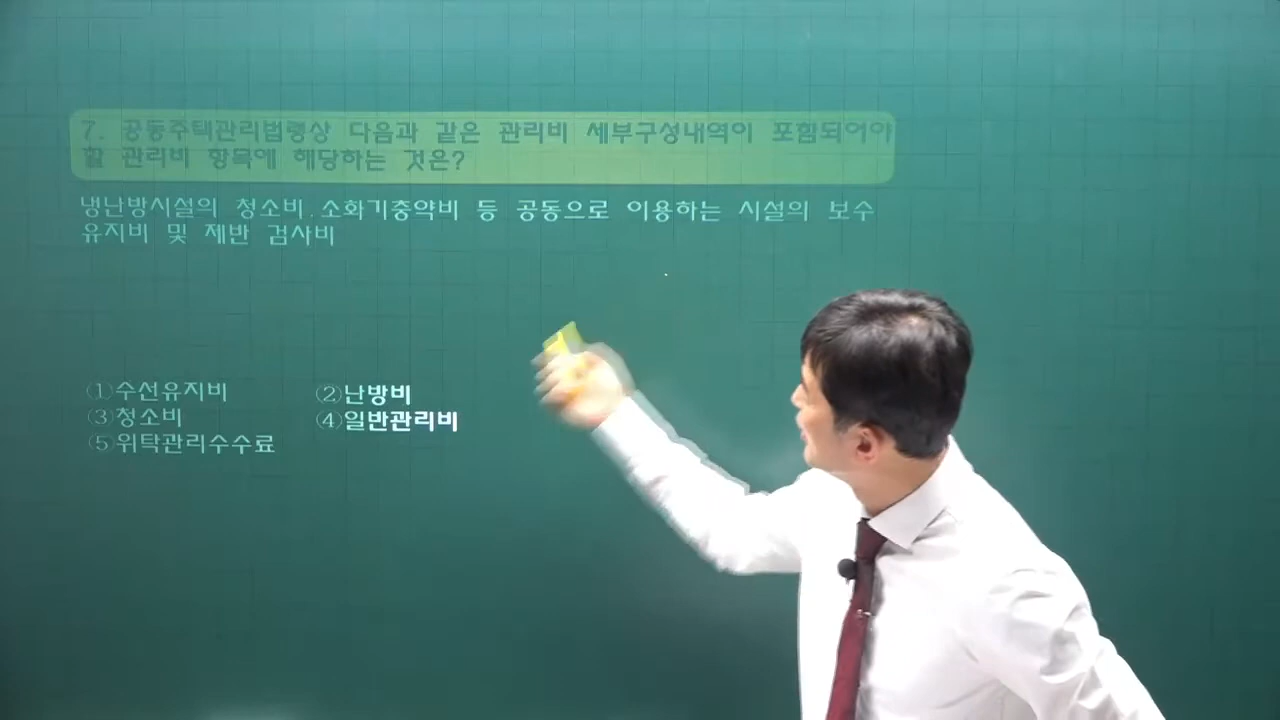 7. 공동주택관리법령상 다음과 같은 관리비 세부구성내역이 포함되어야
할 관리비 항목에 해당하는 것은?
냉난방시설의 청소비.소화기충약비 등 공동으로 이용하는 시설의 보수
유지비 및 제반 검사비
①수선유지비 ②난방비
③청소비 ④일반관리비
⑤위탁관리수수료